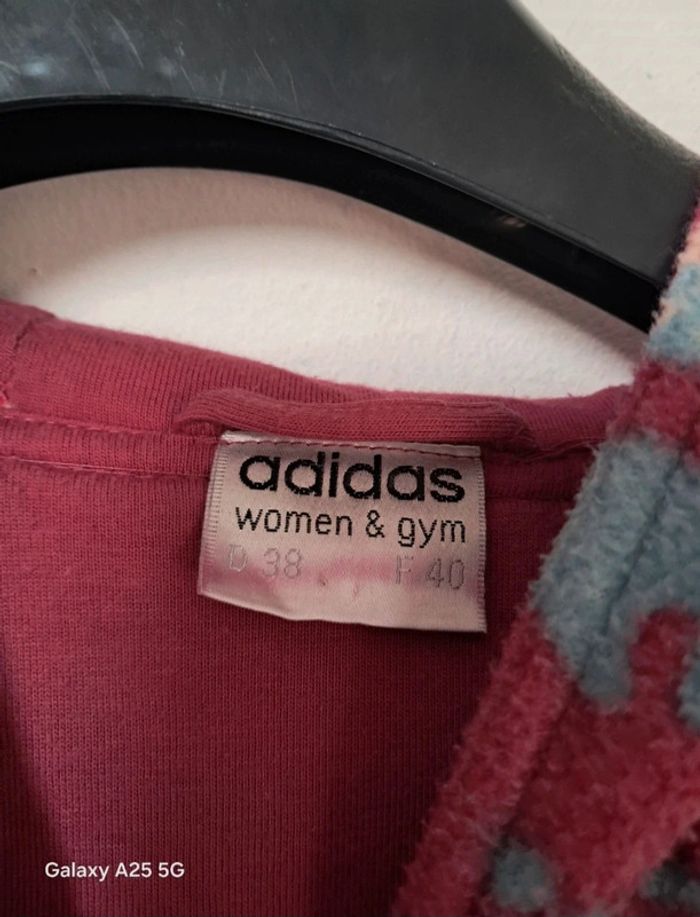 adidas
women & gym
D 38 F 40
Galaxy A25 5G